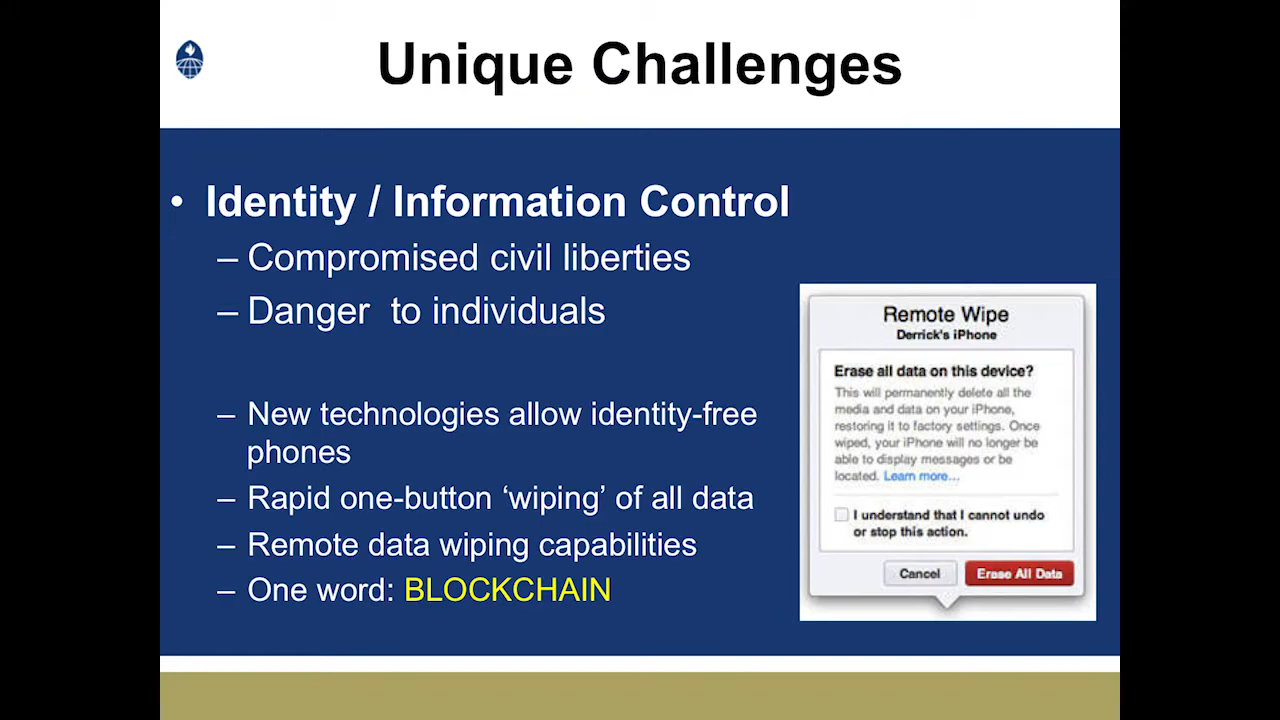 Unique Challenges
• Identity / Information Control
– Compromised civil liberties
– Danger  to individuals
– New technologies allow identity-free
phones
– Rapid one-button ‘wiping’ of all data
– Remote data wiping capabilities
– One word: BLOCKCHAIN
Remote Wipe
Derrick's iPhone
Erase all data on this device?
This will permanently delete all the
media and data on your iPhone,
restoring it to factory settings. Once
wiped, your iPhone will no longer be
able to display messages or be
located. Learn more...
I understand that I cannot undo
or stop this action.
Cancel
Erase All Data